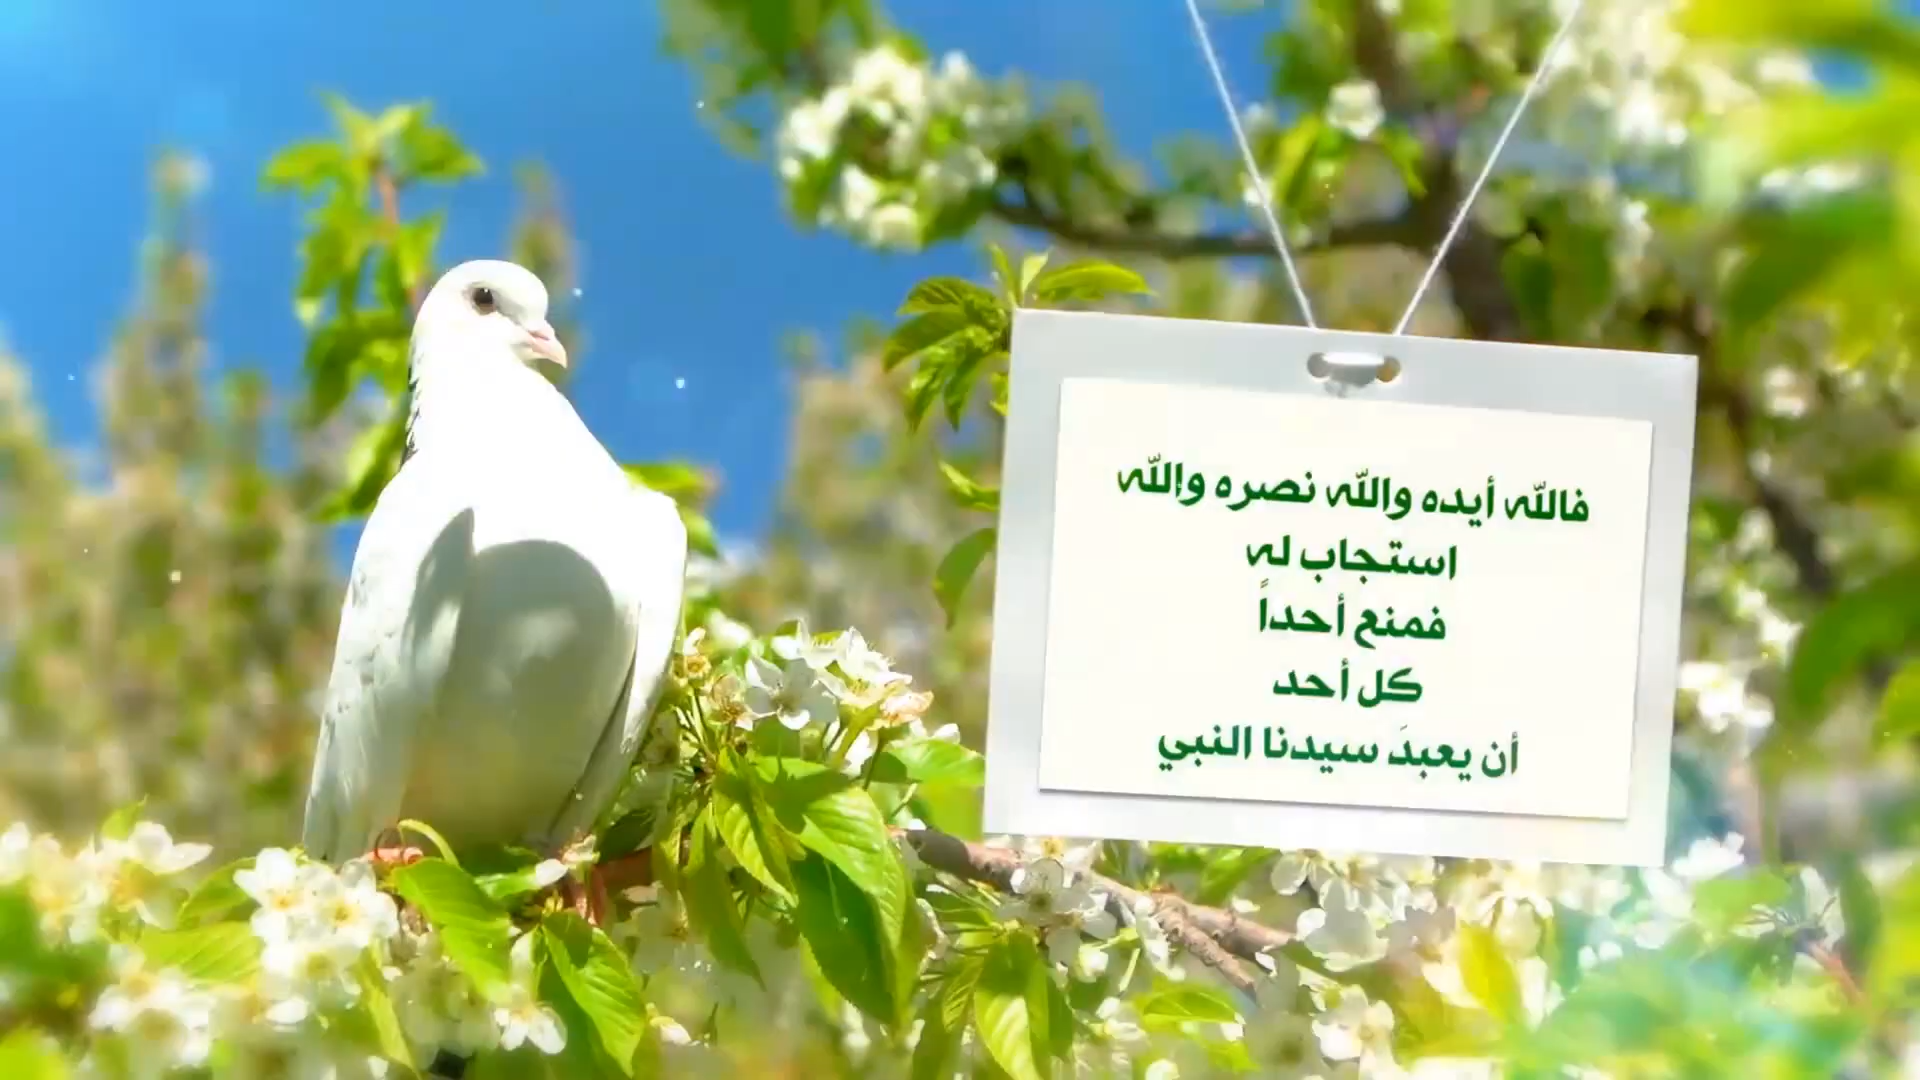 فالله أيده والله نصره والله
استجاب له
فمنع أحداً
كل أحد
أن يعبدَ سيدنا النبي